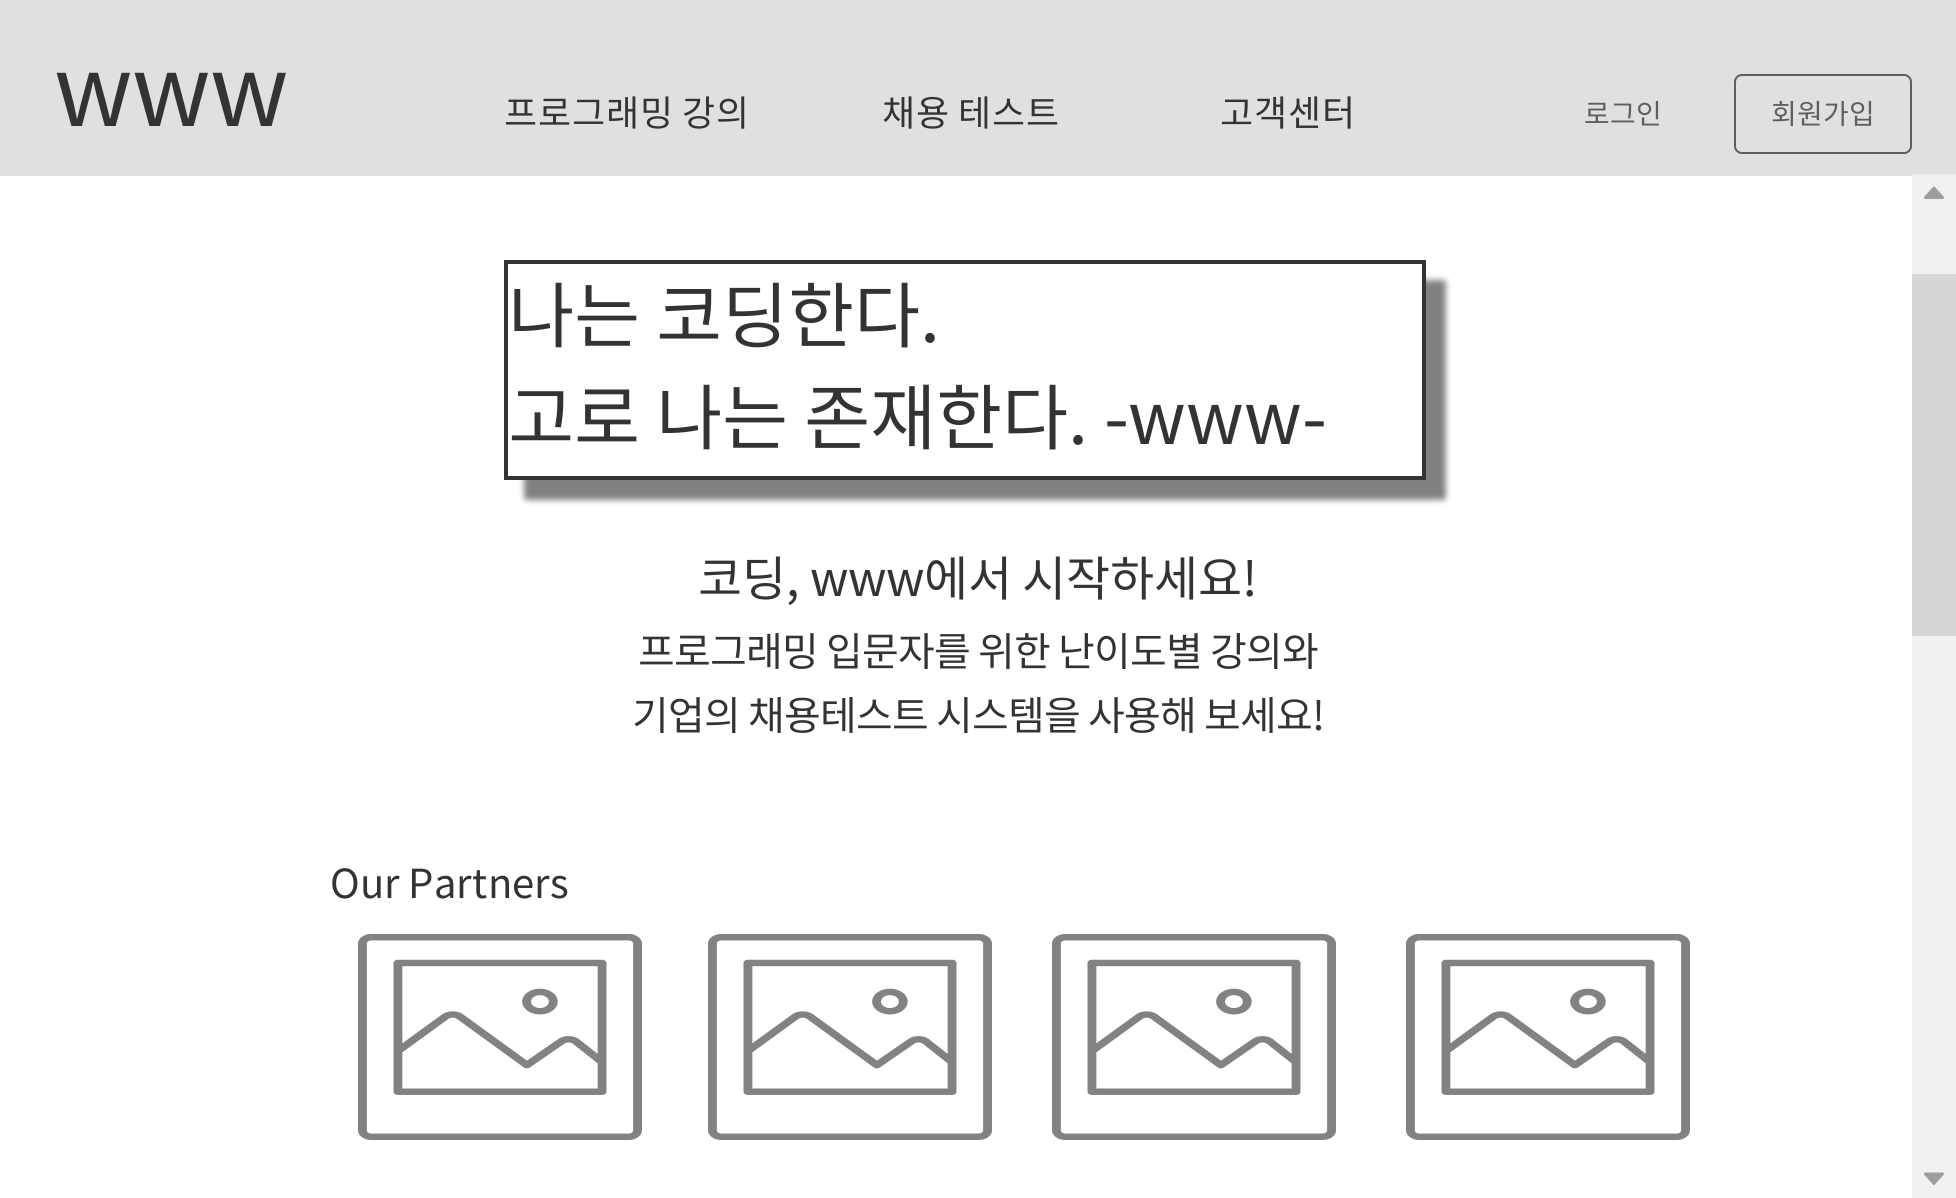 www
프로그래밍 강의
채용 테스트
고객센터
로그인
회원가입
나는 코딩한다.
고로 나는 존재한다. -www-
코딩, www에서 시작하세요!
프로그래밍 입문자를 위한 난이도별 강의와
기업의 채용테스트 시스템을 사용해 보세요!
Our Partners